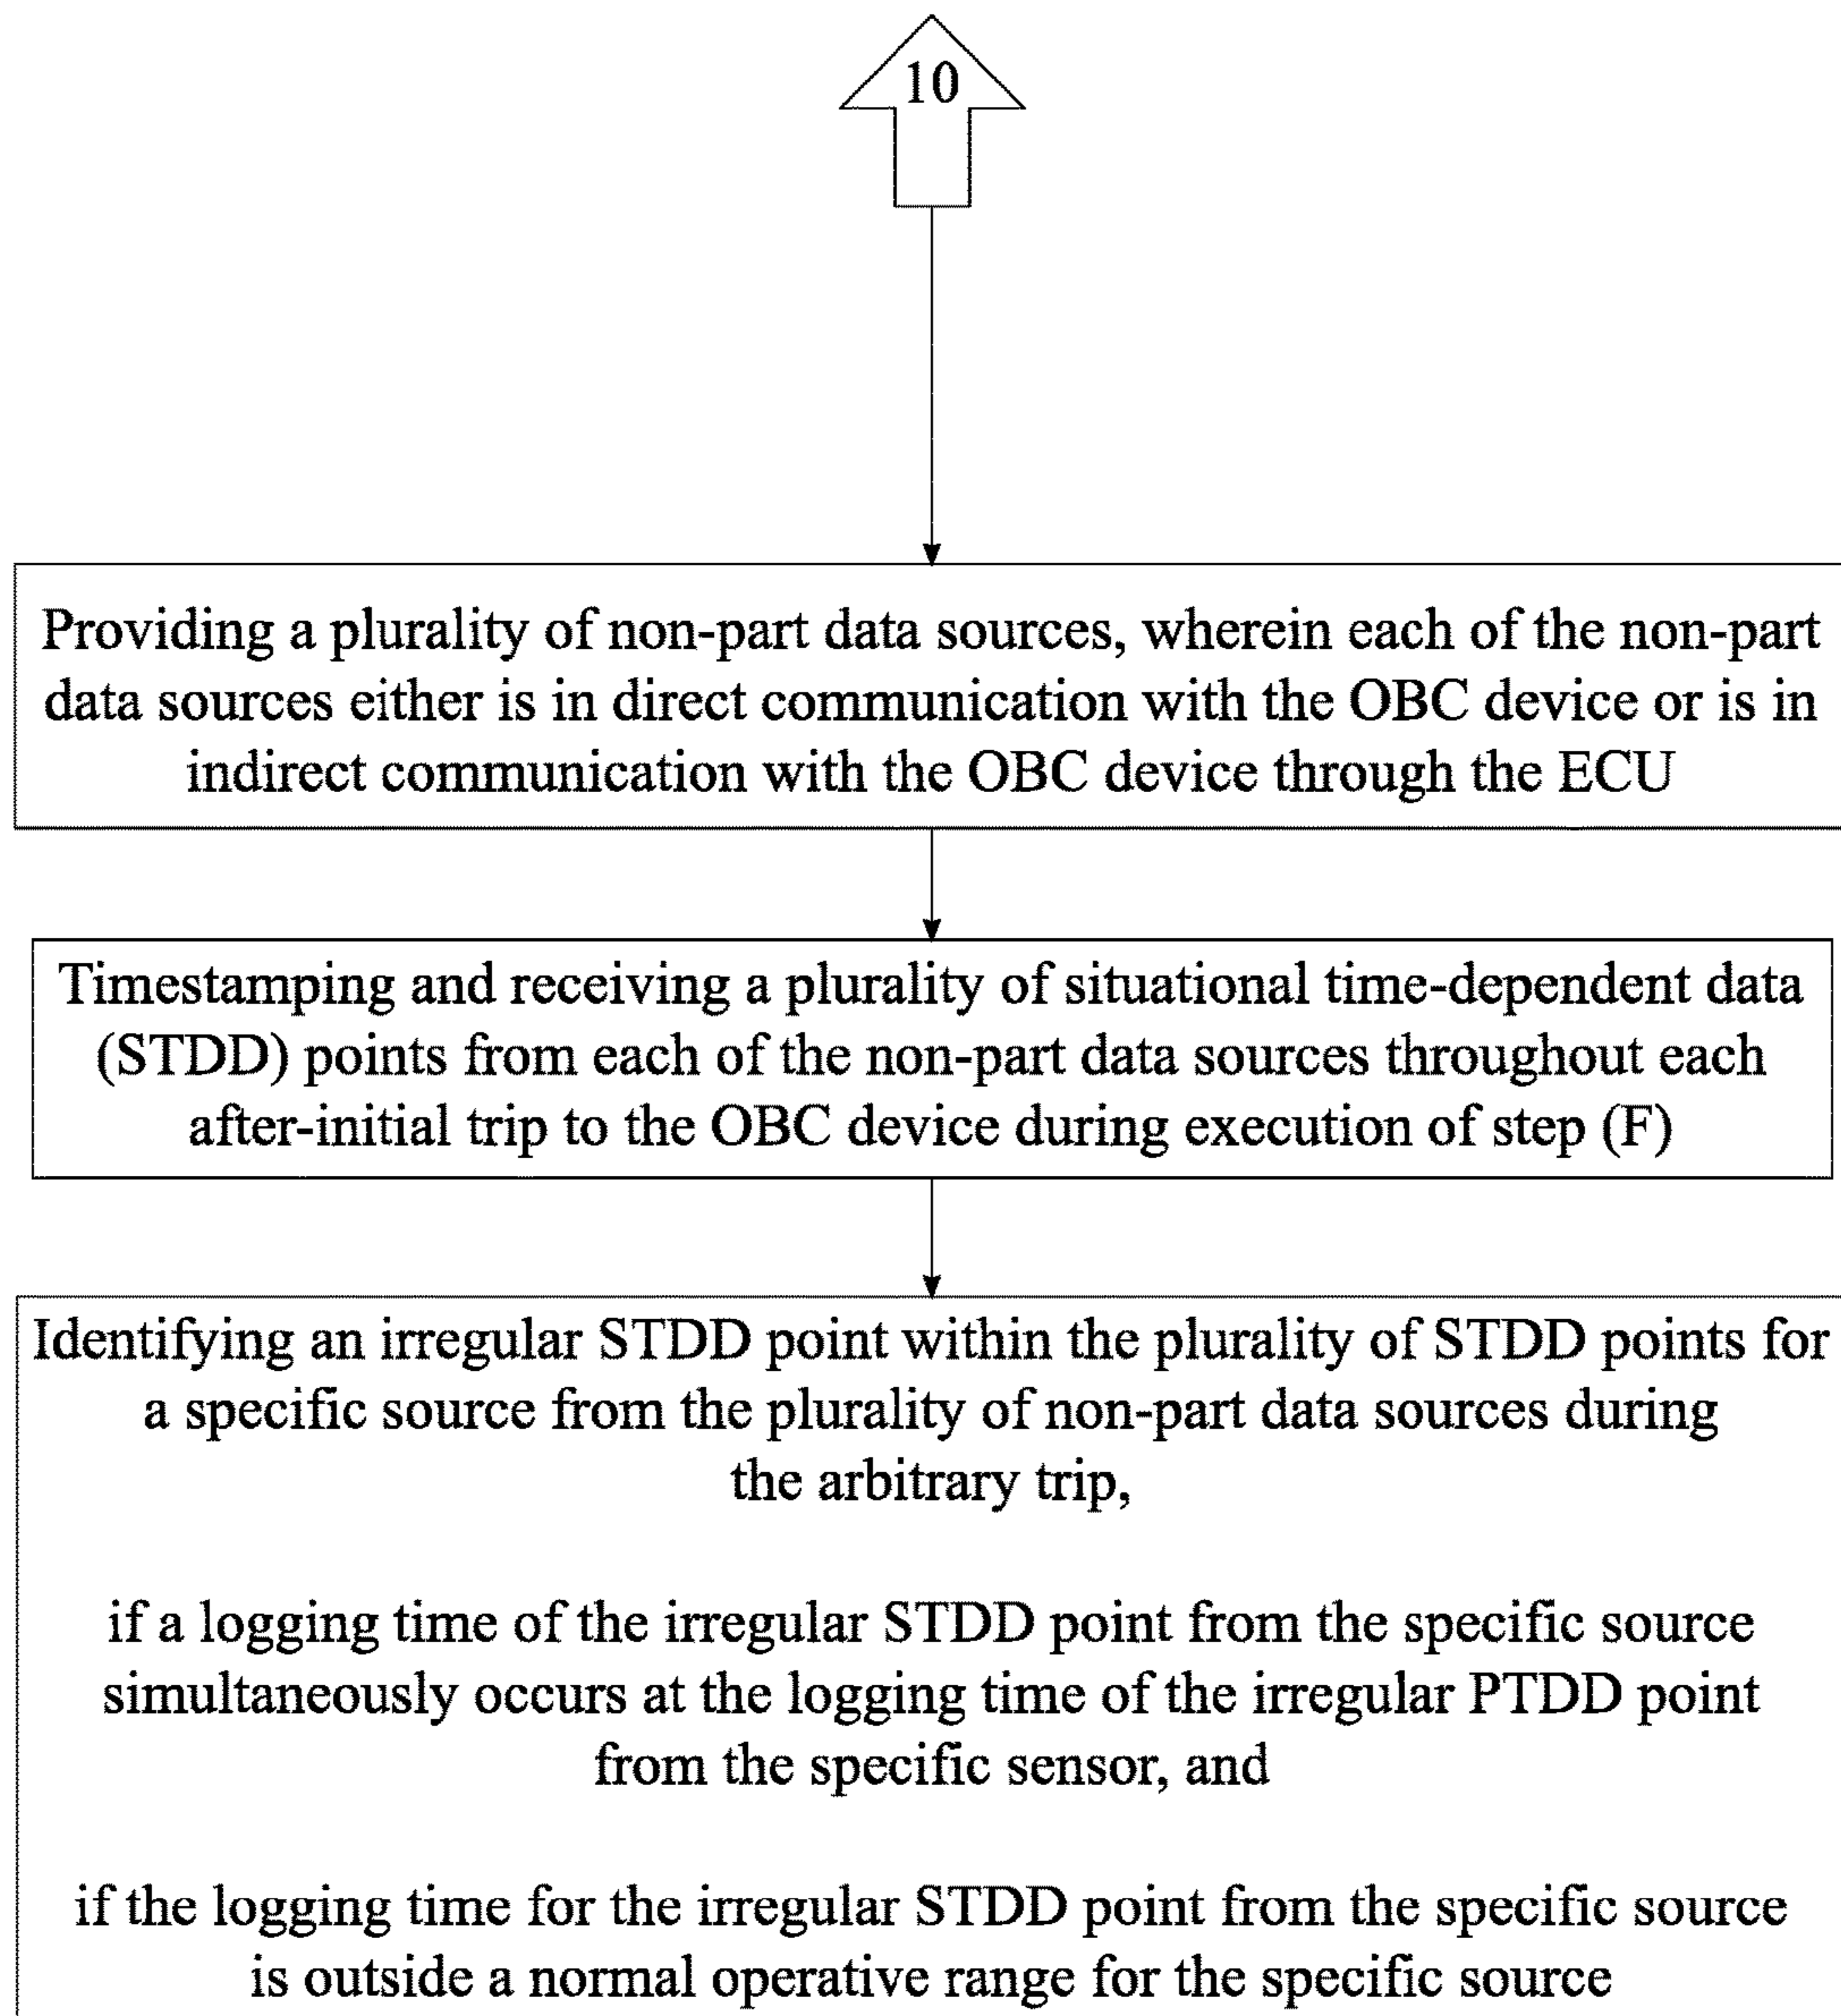 10
Providing a plurality of non-part data sources, wherein each of the non-part
data sources either is in direct communication with the OBC device or is in
indirect communication with the OBC device through the ECU
Timestamping and receiving a plurality of situational time-dependent data
(STDD) points from each of the non-part data sources throughout each
after-initial trip to the OBC device during execution of step (F)
Identifying an irregular STDD point within the plurality of STDD points for
a specific source from the plurality of non-part data sources during
the arbitrary trip,
if a logging time of the irregular STDD point from the specific source
simultaneously occurs at the logging time of the irregular PTDD point
from the specific sensor, and
if the logging time for the irregular STDD point from the specific source
is outside a normal operative range for the specific source